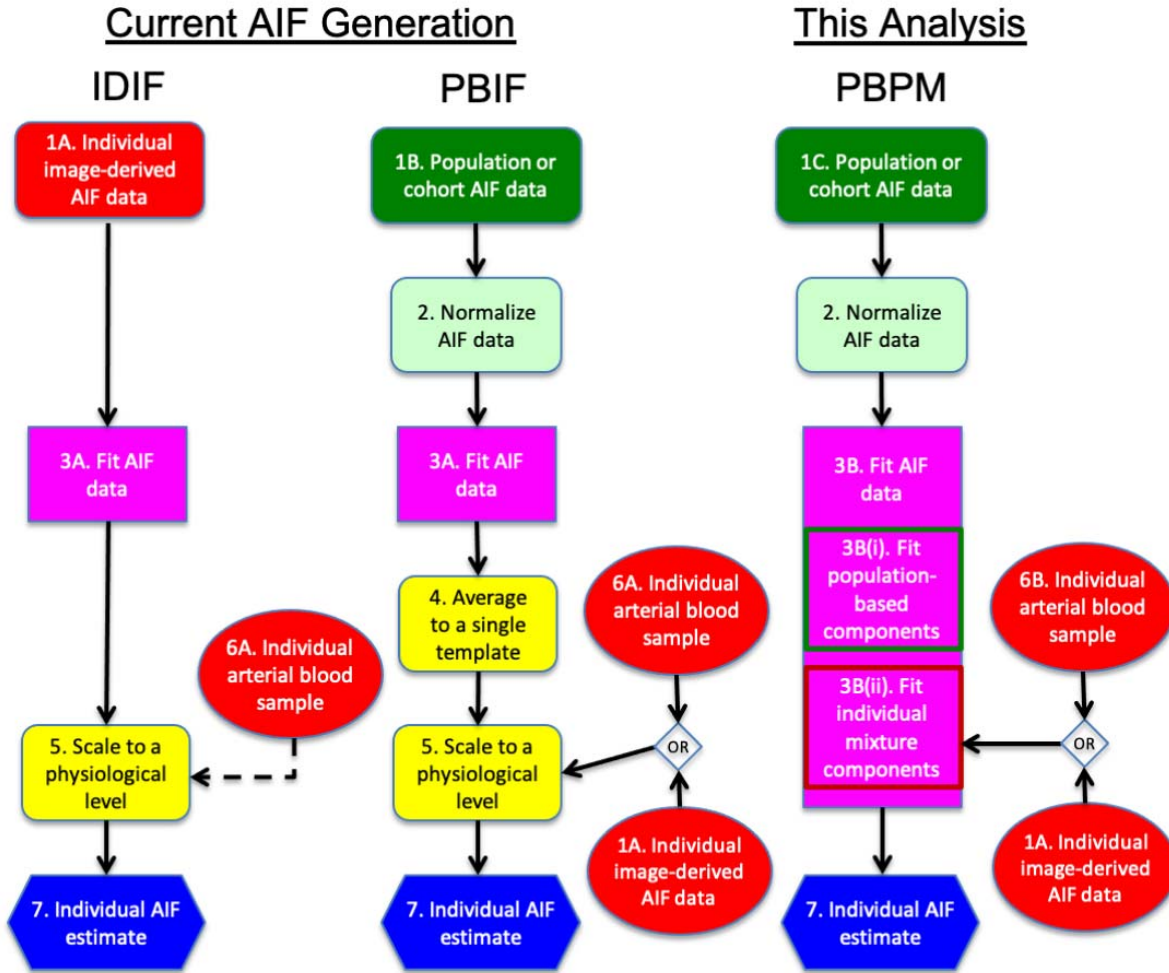 Current AIF Generation
This Analysis
IDIF
PBIF
PBPM
1A. Individual
image-derived
AIF data
1B. Population or
cohort AIF data
1C. Population or
cohort AIF data
2. Normalize
AIF data
2. Normalize
AIF data
3A. Fit AIF
data
3A. Fit AIF
data
3B. Fit AIF
data
3B(i). Fit
population-
based
components
3B(ii). Fit
individual
mixture
components
4. Average
to a single
template
6A. Individual
arterial blood
sample
6A. Individual
arterial blood
sample
6B. Individual
arterial blood
sample
5. Scale to a
physiological
level
5. Scale to a
physiological
level
OR
OR
1A. Individual
image-derived
AIF data
1A. Individual
image-derived
AIF data
7. Individual AIF
estimate
7. Individual AIF
estimate
7. Individual AIF
estimate